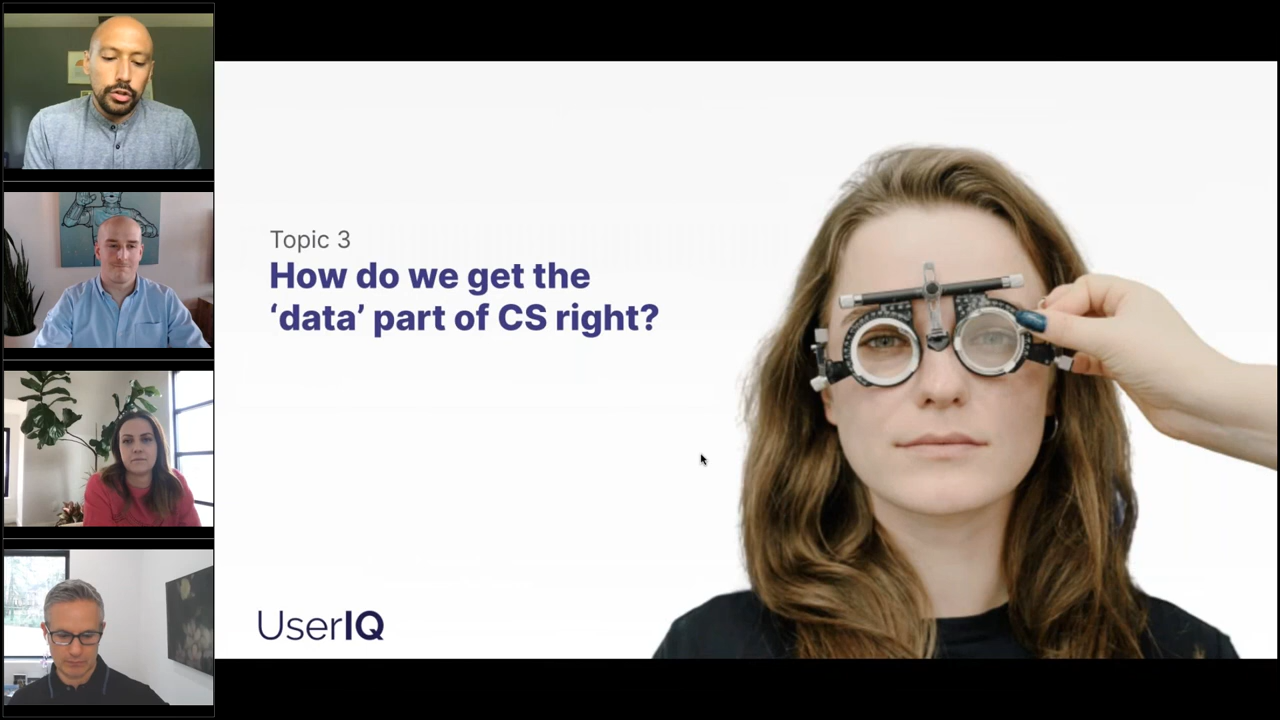 Topic 3
How do we get the
‘data’ part of CS right?
UserIQ